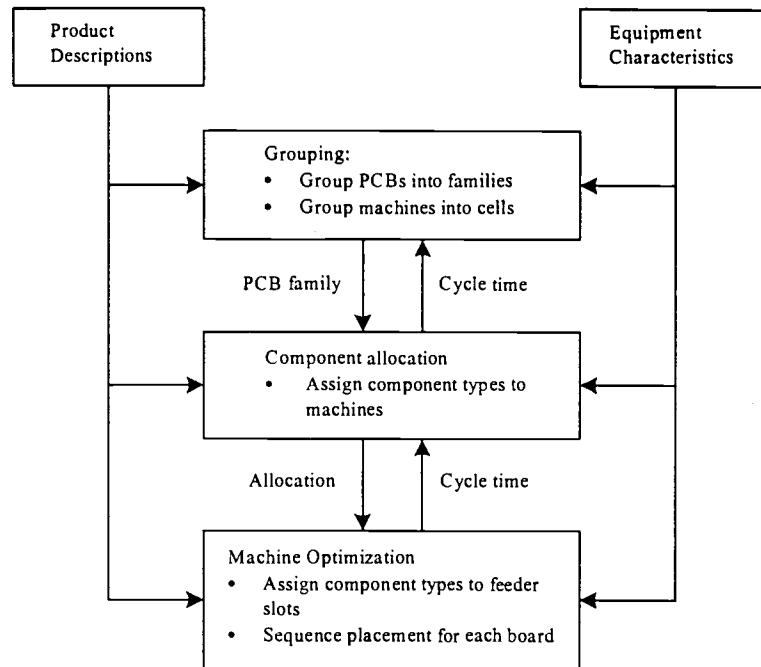 Product
Descriptions
Equipment
Characteristics
Grouping:
• Group PCBs into families
• Group machines into cells
PCB family
Cycle time
Component allocation
• Assign component types to
machines
Allocation
Cycle time
Machine Optimization
• Assign component types to feeder
slots
• Sequence placement for each board